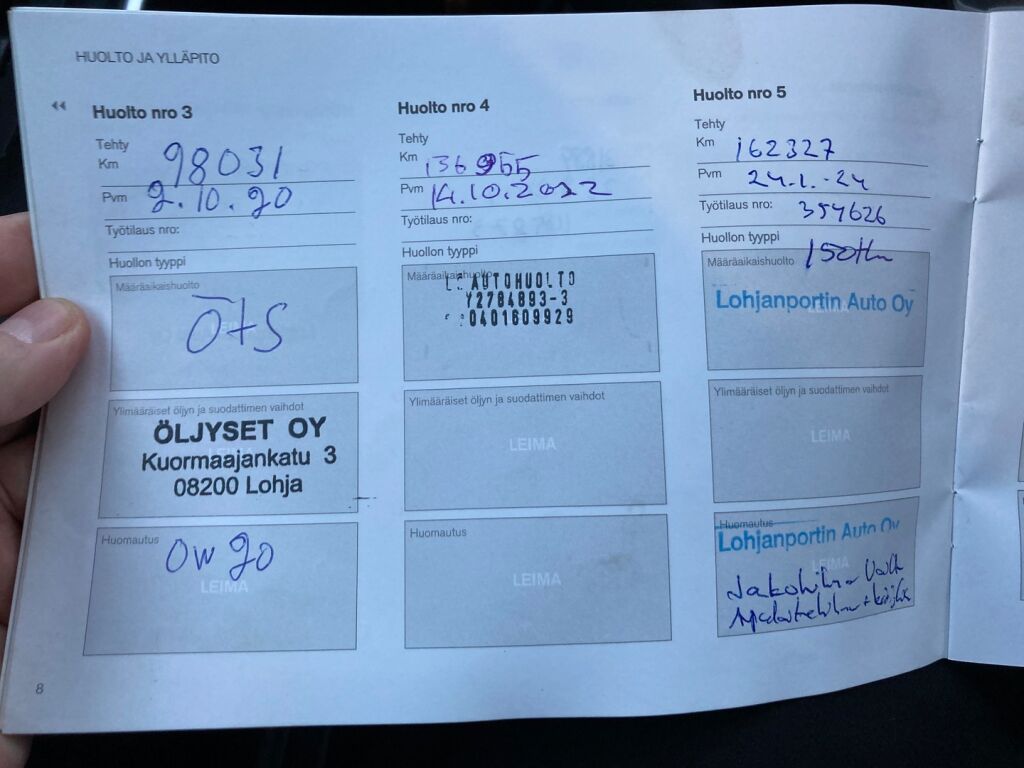 HUOLTO JA YLLÄPITO
Huolto nro 3
Tehty
Km 98031
Pvm 2.10.20
Työtilaus nro:
Huollon tyyppi
Määräaikaishuolto
ÖtS
Ylimääräiset öljyn ja suodattimen vaihdot
ÖLJYSET OY
Kuormaajankatu 3
08200 Lohja
Huomautus
0w20
LEIMA
Huolto nro 4
Tehty
Km 136955
Pvm 14.10.2022
Työtilaus nro:
Huollon tyyppi
Määräaikaishuolto
AUTOHUOLTO
Y2784893-3
:0401609929
Ylimääräiset öljyn ja suodattimen vaihdot
LEIMA
Huomautus
LEIMA
Huolto nro 5
Tehty
Km 162327
Pvm 24.1.-24
Työtilaus nro: 354626
Huollon tyyppi
Määräaikaishuolto 150tkm
Lohjanportin Auto Oy
Ylimääräiset öljyn ja suodattimen vaihdot
LEIMA
Huomautus
Lohjanportin Auto Oy
Jakohihna
8